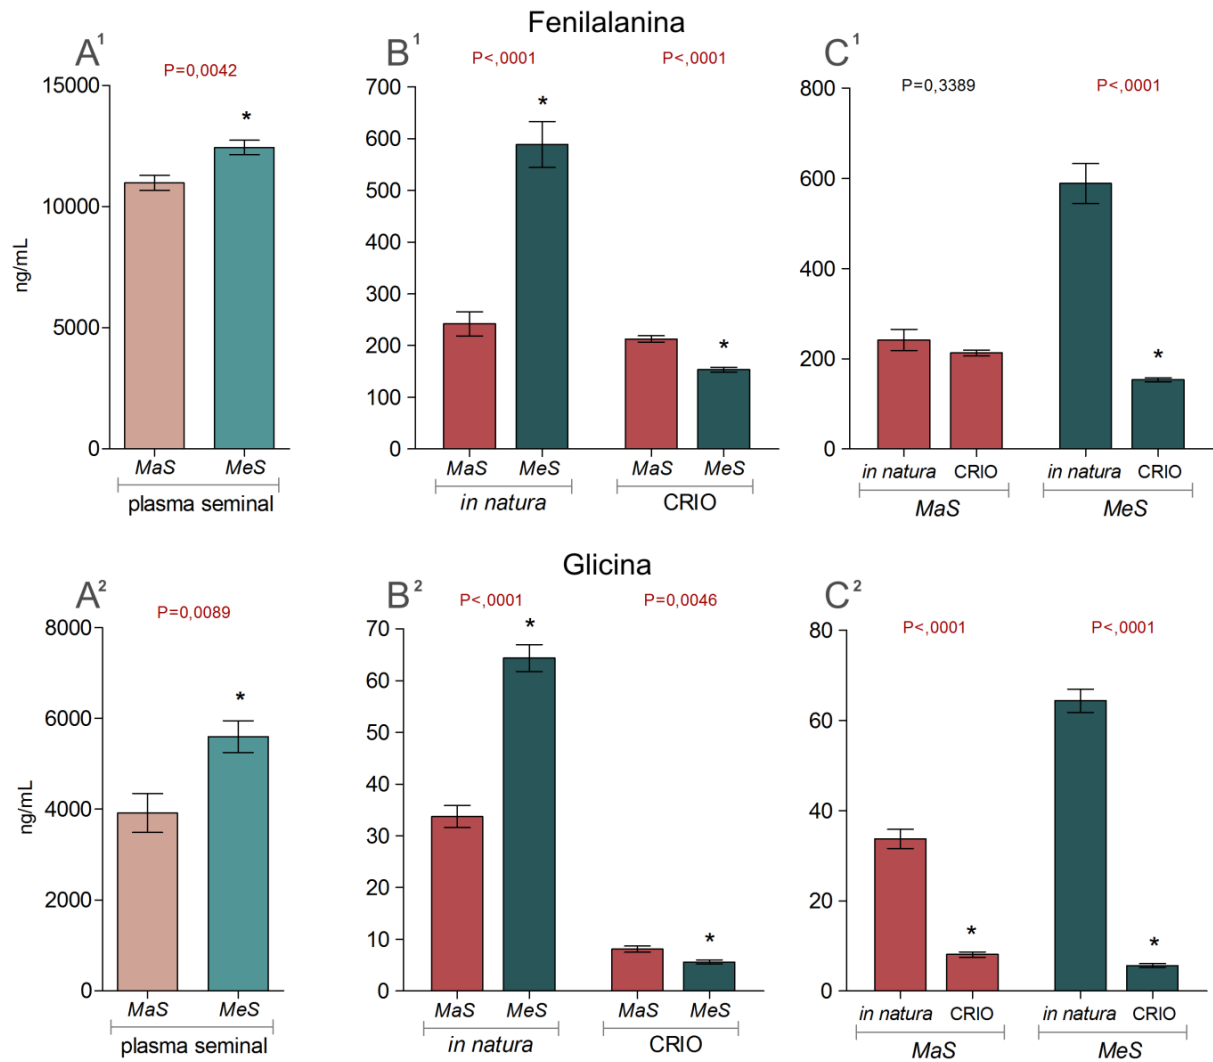 Fenilalanina
A¹
P=0,0042
15000
10000
5000
0
ng/mL
*
MaS MeS
plasma seminal
B¹
P<,0001 P<,0001
700
600
500
400
300
200
100
0
*
*
MaS MeS MaS MeS
in natura CRIO
C¹
P=0,3389 P<,0001
800
600
400
200
0
*
in natura CRIO in natura CRIO
MaS MeS
Glicina
A²
P=0,0089
8000
6000
4000
2000
0
ng/mL
*
MaS MeS
plasma seminal
B²
P<,0001 P=0,0046
70
60
50
40
30
20
10
0
*
*
MaS MeS MaS MeS
in natura CRIO
C²
P<,0001 P<,0001
80
60
40
20
0
*
*
in natura CRIO in natura CRIO
MaS MeS